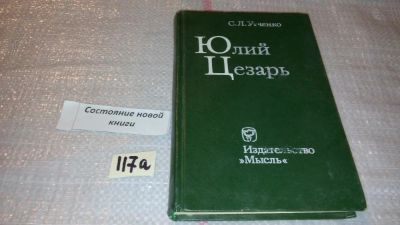 С.Л.Утченко
Юлий
Цезарь
Издательство
»Мысль«
Состояние новой
книги
117а